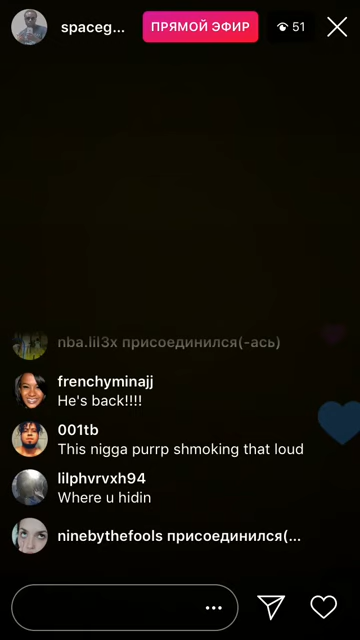 spaceg...
ПРЯМОЙ ЭФИР
51
nba.lil3x присоединился(-ась)
frenchyminajj
He's back!!!!
001tb
This nigga purrp shmoking that loud
lilphvrvxh94
Where u hidin
ninebythefools присоединился(...